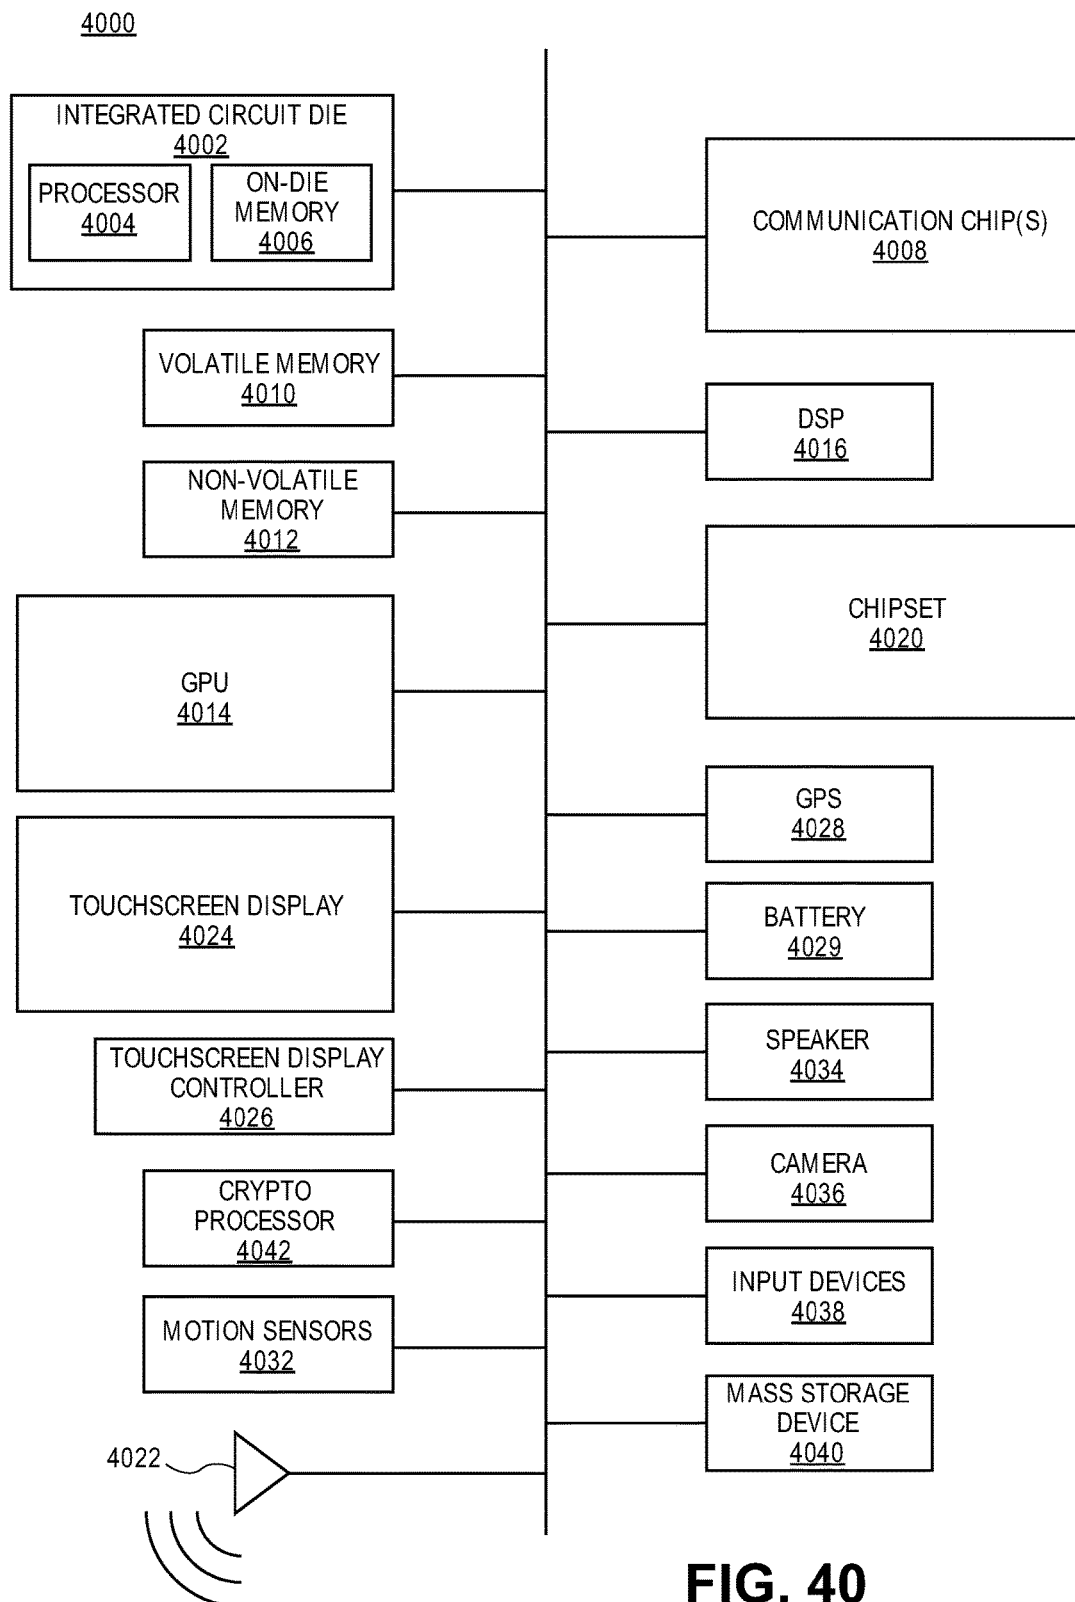 4000
INTEGRATED CIRCUIT DIE
4002
PROCESSOR
4004
ON-DIE
MEMORY
4006
COMMUNICATION CHIP(S)
4008
VOLATILE MEMORY
4010
DSP
4016
NON-VOLATILE
MEMORY
4012
CHIPSET
4020
GPU
4014
GPS
4028
TOUCHSCREEN DISPLAY
4024
BATTERY
4029
SPEAKER
4034
TOUCHSCREEN DISPLAY
CONTROLLER
4026
CAMERA
4036
CRYPTO
PROCESSOR
4042
INPUT DEVICES
4038
MOTION SENSORS
4032
MASS STORAGE
DEVICE
4040
4022
FIG. 40